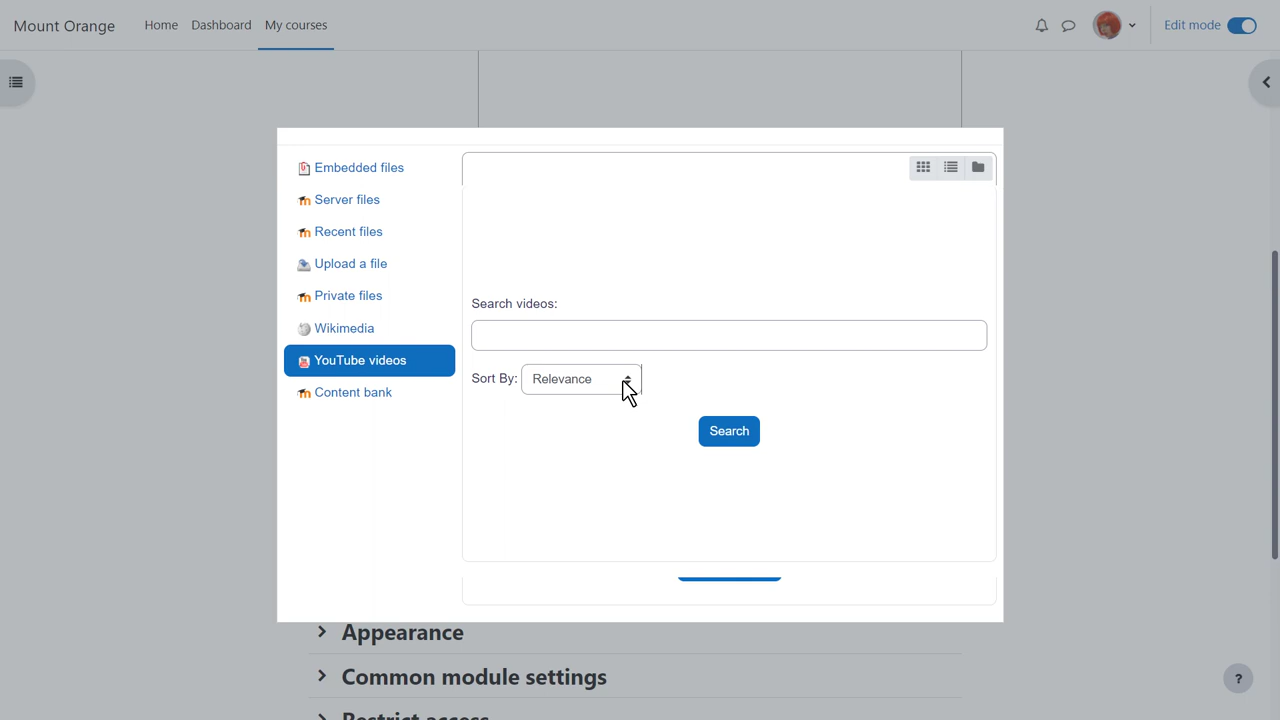 Mount Orange
Home Dashboard My courses
Edit mode
Embedded files
Server files
Recent files
Upload a file
Private files
Wikimedia
YouTube videos
Content bank
Search videos:
Sort By: Relevance
Search
Appearance
Common module settings
Restrict access
?